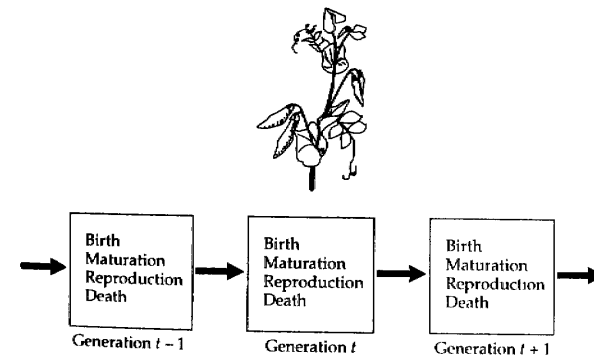 Birth
Maturation
Reproduction
Death
Generation t – 1
Birth
Maturation
Reproduction
Death
Generation t
Birth
Maturation
Reproduction
Death
Generation t + 1